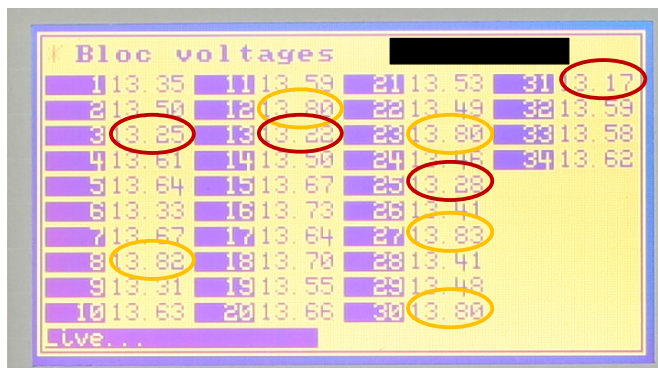 * Bloc voltages
1 13.35 11 13.59 21 13.53 31 13.17
2 13.50 12 13.80 22 13.49 32 13.59
3 13.25 13 13.22 23 13.80 33 13.58
4 13.61 14 13.50 24 13.46 34 13.62
5 13.64 15 13.67 25 13.28
6 13.33 16 13.73 26 13.41
7 13.67 17 13.64 27 13.83
8 13.82 18 13.70 28 13.41
9 13.31 19 13.55 29 13.48
10 13.63 20 13.66 30 13.80
Live...